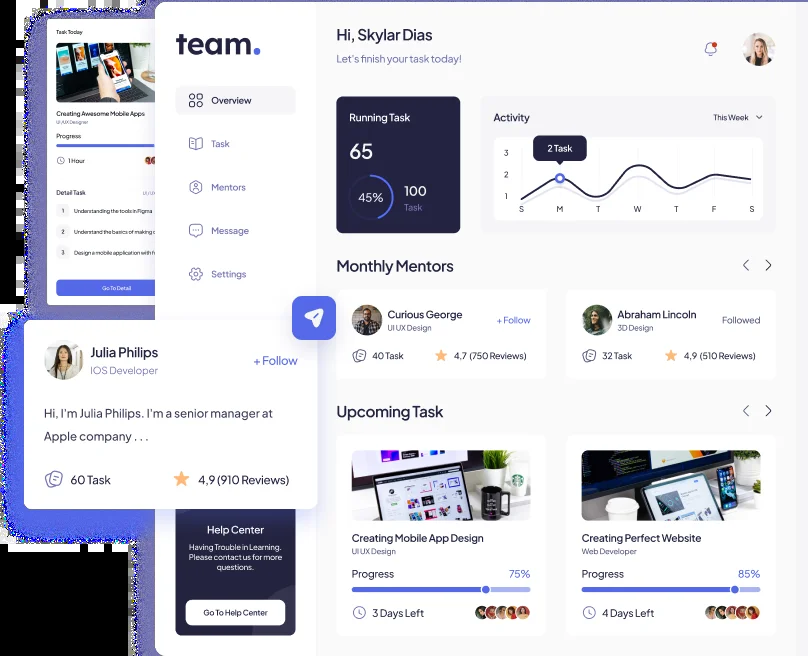 Task Today
Creating Awesome Mobile Apps
UI UX Designer
Progress
1 Hour
Detail Task
UI U
1 Understanding the tools in Figma
2 Understand the basics of making d
3 Design a mobile application with f
Go To Detail
team.
Overview
Task
Mentors
Message
Settings
Julia Philips
IOS Developer
+ Follow
Hi, I'm Julia Philips. I'm a senior manager at
Apple company . . .
60 Task
4,9 (910 Reviews)
Help Center
Having Trouble in Learning.
Please contact us for more
questions.
Go To Help Center
Hi, Skylar Dias
Let's finish your task today!
Running Task
65
45%
100
Task
Activity
This Week
2 Task
3
2
1
S M T W T F S
Monthly Mentors
Curious George
UI UX Design
+ Follow
40 Task
4,7 (750 Reviews)
Abraham Lincoln
3D Design
Followed
32 Task
4,9 (510 Reviews)
Upcoming Task
Creating Mobile App Design
UI UX Design
Progress 75%
3 Days Left
Creating Perfect Website
Web Developer
Progress 85%
4 Days Left